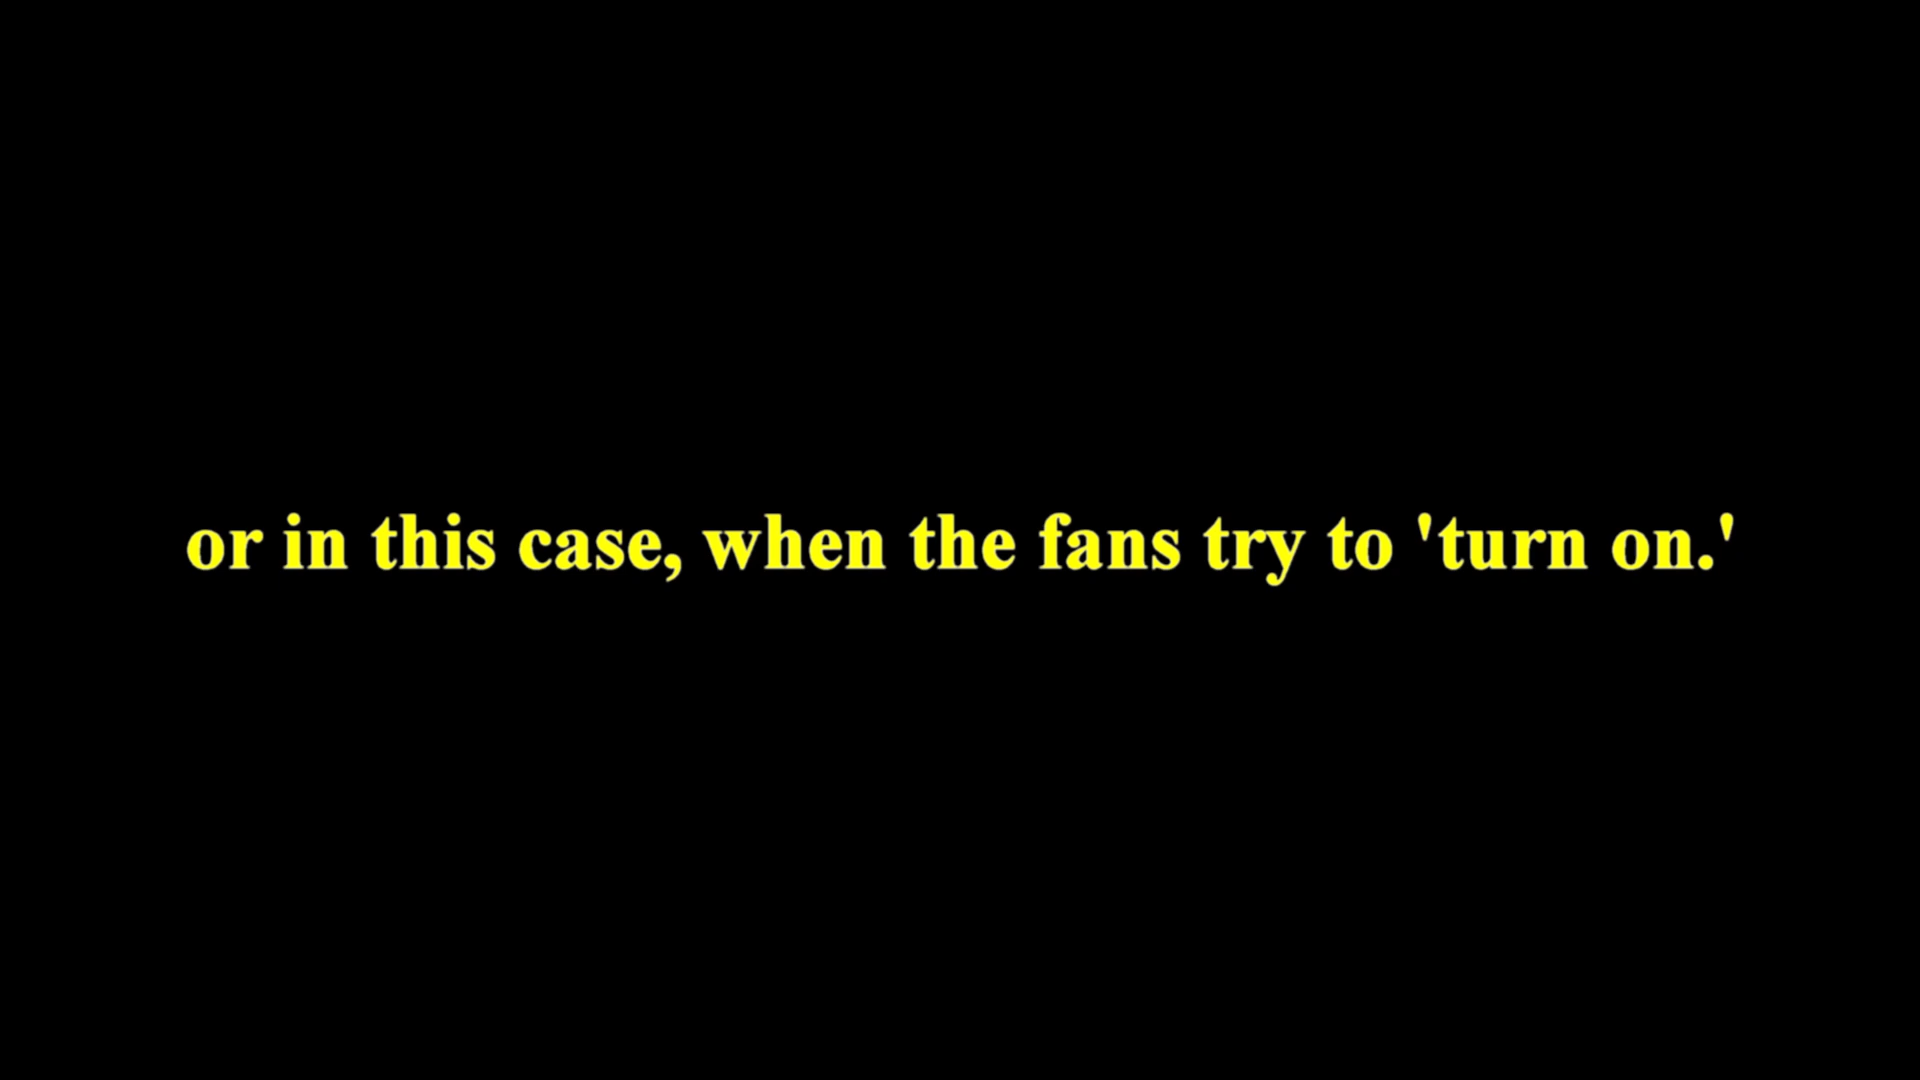 or in this case, when the fans try to 'turn on.'